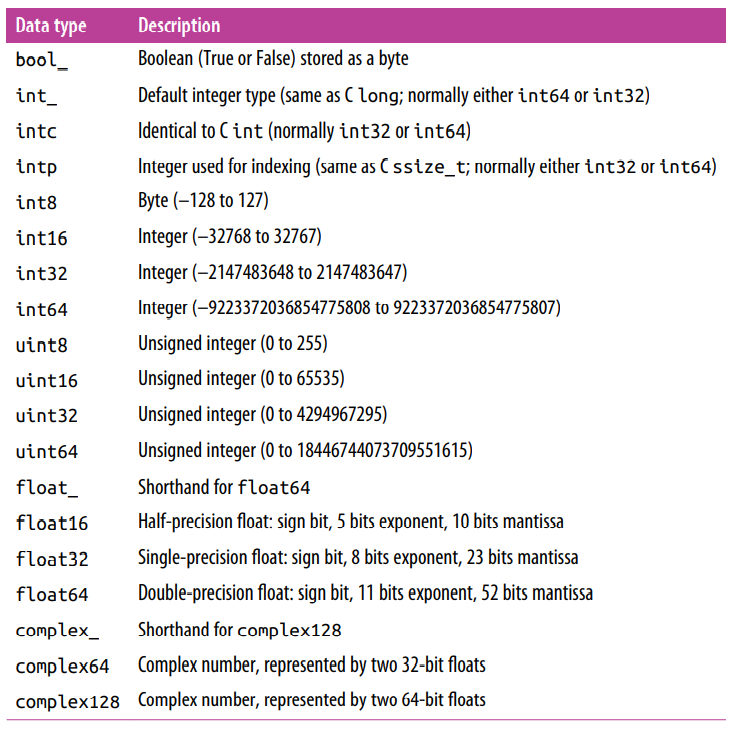 Data type Description
bool_ Boolean (True or False) stored as a byte
int_ Default integer type (same as C long; normally either int64 or int32)
intc Identical to C int (normally int32 or int64)
intp Integer used for indexing (same as C ssize_t; normally either int32 or int64)
int8 Byte (–128 to 127)
int16 Integer (–32768 to 32767)
int32 Integer (–2147483648 to 2147483647)
int64 Integer (–9223372036854775808 to 9223372036854775807)
uint8 Unsigned integer (0 to 255)
uint16 Unsigned integer (0 to 65535)
uint32 Unsigned integer (0 to 4294967295)
uint64 Unsigned integer (0 to 18446744073709551615)
float_ Shorthand for float64
float16 Half-precision float: sign bit, 5 bits exponent, 10 bits mantissa
float32 Single-precision float: sign bit, 8 bits exponent, 23 bits mantissa
float64 Double-precision float: sign bit, 11 bits exponent, 52 bits mantissa
complex_ Shorthand for complex128
complex64 Complex number, represented by two 32-bit floats
complex128 Complex number, represented by two 64-bit floats